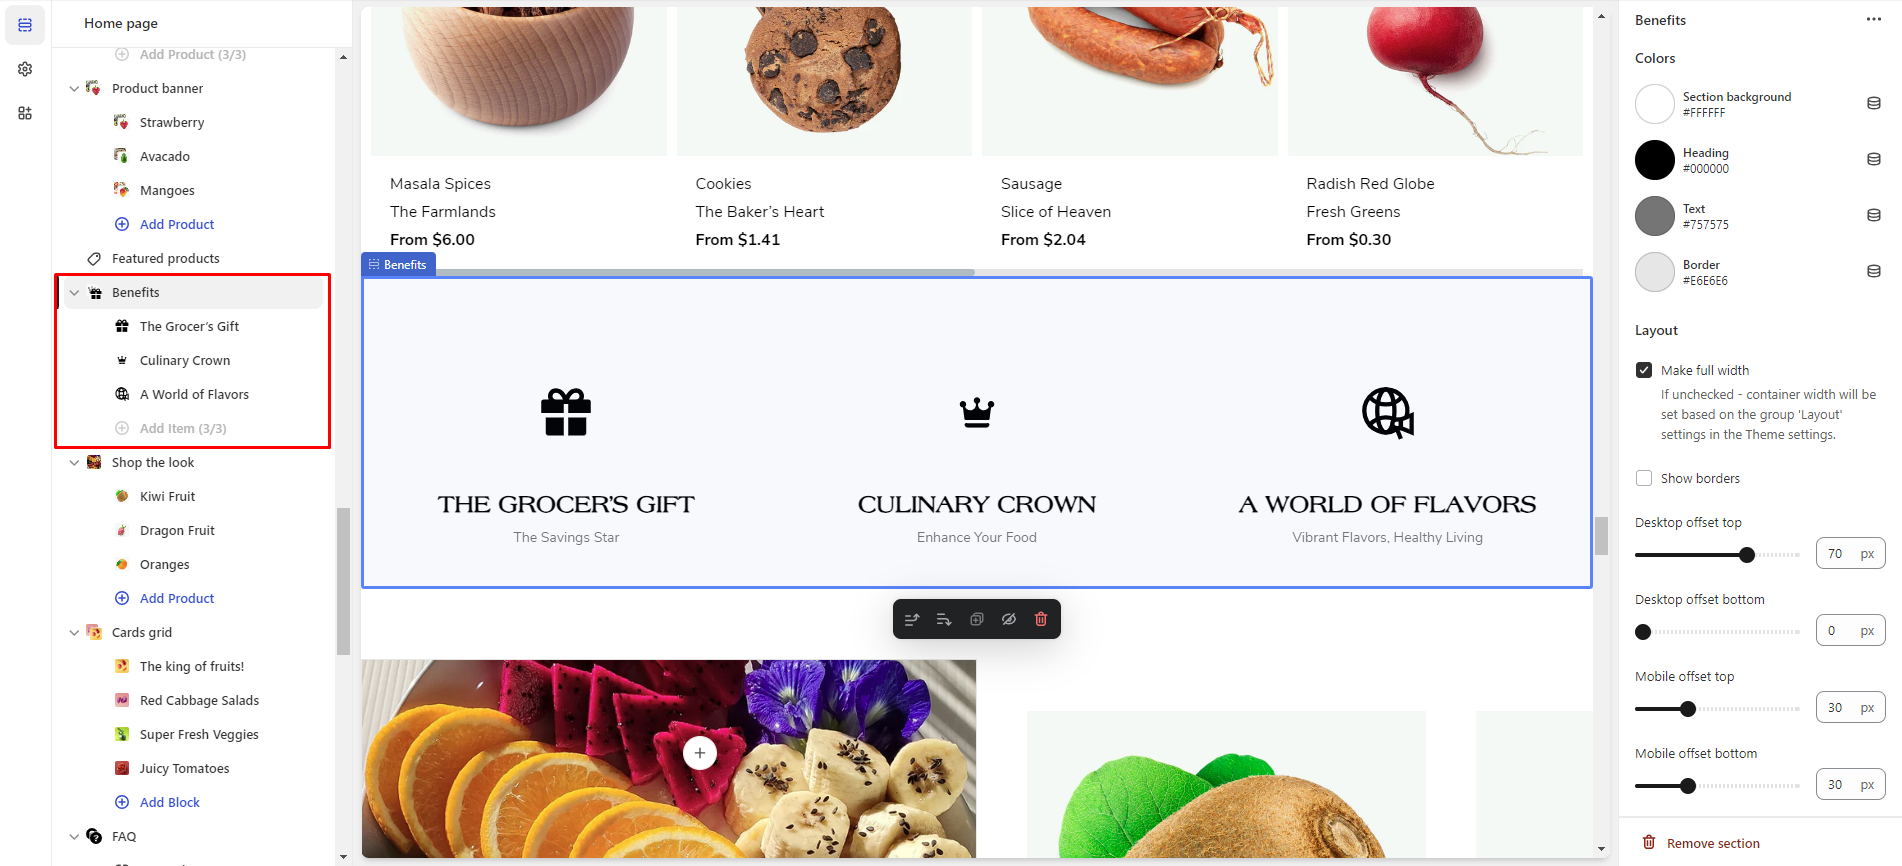 Home page
Add Product (3/3)
Product banner
Strawberry
Avacado
Mangoes
Add Product
Featured products
Benefits
The Grocer's Gift
Culinary Crown
A World of Flavors
Add Item (3/3)
Shop the look
Kiwi Fruit
Dragon Fruit
Oranges
Add Product
Cards grid
The king of fruits!
Red Cabbage Salads
Super Fresh Veggies
Juicy Tomatoes
Add Block
FAQ
Masala Spices
The Farmlands
From $6.00
Cookies
The Baker’s Heart
From $1.41
Sausage
Slice of Heaven
From $2.04
Radish Red Globe
Fresh Greens
From $0.30
Benefits
THE GROCER'S GIFT
The Savings Star
CULINARY CROWN
Enhance Your Food
A WORLD OF FLAVORS
Vibrant Flavors, Healthy Living
Benefits
Colors
Section background
#FFFFFF
Heading
#000000
Text
#757575
Border
#E6E6E6
Layout
Make full width
If unchecked - container width will be
set based on the group 'Layout'
settings in the Theme settings.
Show borders
Desktop offset top
70 px
Desktop offset bottom
0 px
Mobile offset top
30 px
Mobile offset bottom
30 px
Remove section